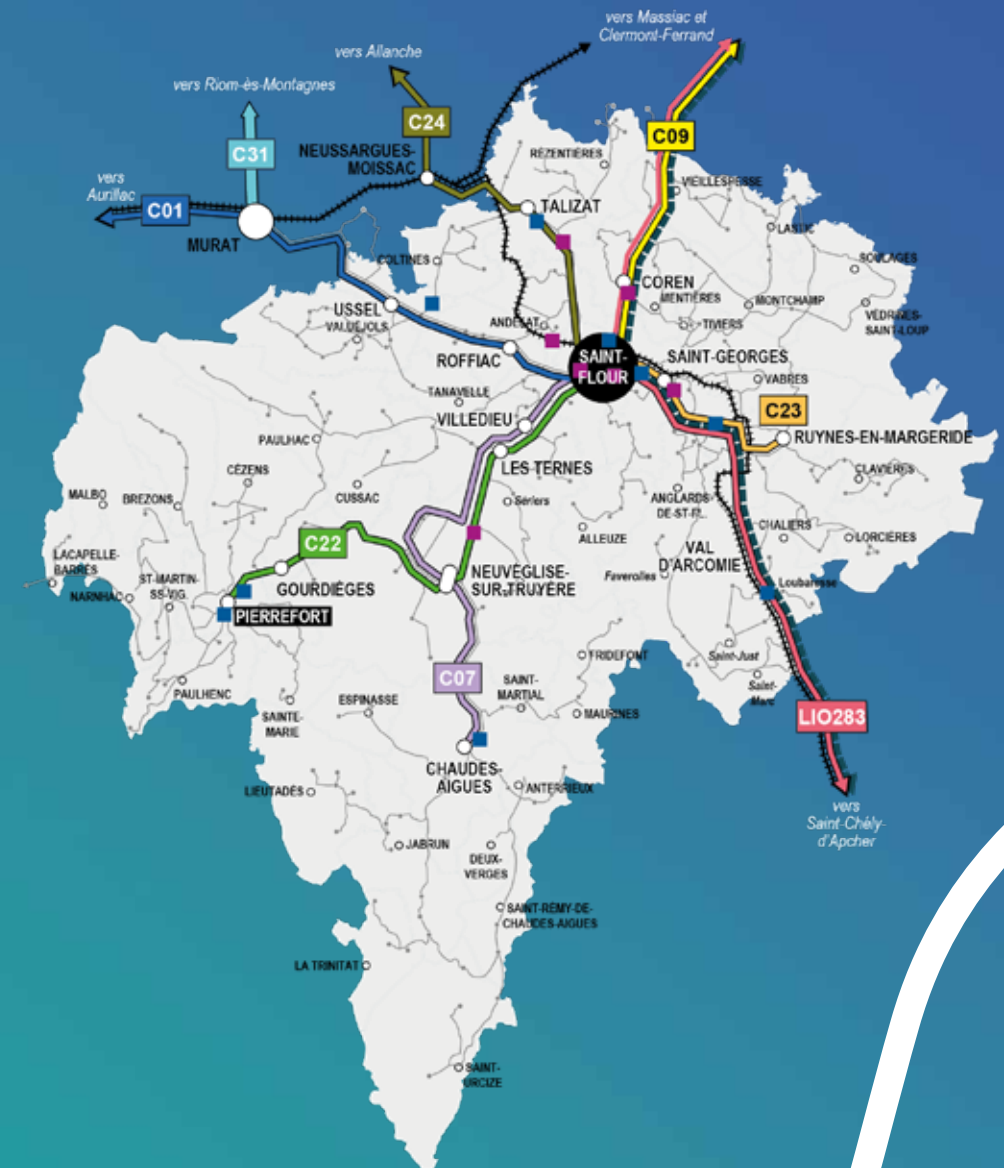 vers Massiac et
Clermont-Ferrand
vers Allanche
vers Riom-ès-Montagnes
C24
C09
NEUSSARGUES-
MOISSAC
RÉZENTIÈRES
C31
vers
Aurillac
C01
VIEILLESPESSE
TALIZAT
LASTIC
MURAT
COLTINES
SOULAGES
COREN
MENTIÈRES
MONTCHAMP
USSEL
VALUÉJOLS
ANDELAT
TIVIERS
VÉDRINES-
SAINT-LOUP
ROFFIAC
SAINT-
FLOUR
SAINT-GEORGES
VABRES
TANAVELLE
VILLEDIEU
C23
RUYNES-EN-MARGERIDE
PAULHAC
LES TERNES
CÉZENS
CLAVIÈRES
MALBO
BREZONS
CUSSAC
Sériers
ANGLARDS-
DE-ST-FL.
CHALIERS
C22
ALLEUZE
LORCIÈRES
VAL
D'ARCOMIE
LACAPELLE-
BARRÈS
ST-MARTIN-
SS-VIG.
GOURDIÈGES
NEUVÉGLISE-
SUR-TRUYÈRE
Faverolles
Loubaresse
NARNHAC
PIERREFORT
FRIDEFONT
Saint-Just
C07
SAINT-
MARTIAL
Saint-
Marc
PAULHENC
ESPINASSE
SAINTE-
MARIE
MAURINES
LIO283
CHAUDES-
AIGUES
LIEUTADÈS
ANTERRIEUX
vers
Saint-Chély-
d'Apcher
JABRUN
DEUX-
VERGES
SAINT-RÉMY-DE-
CHAUDES-AIGUES
LA TRINITAT
SAINT-
URCIZE